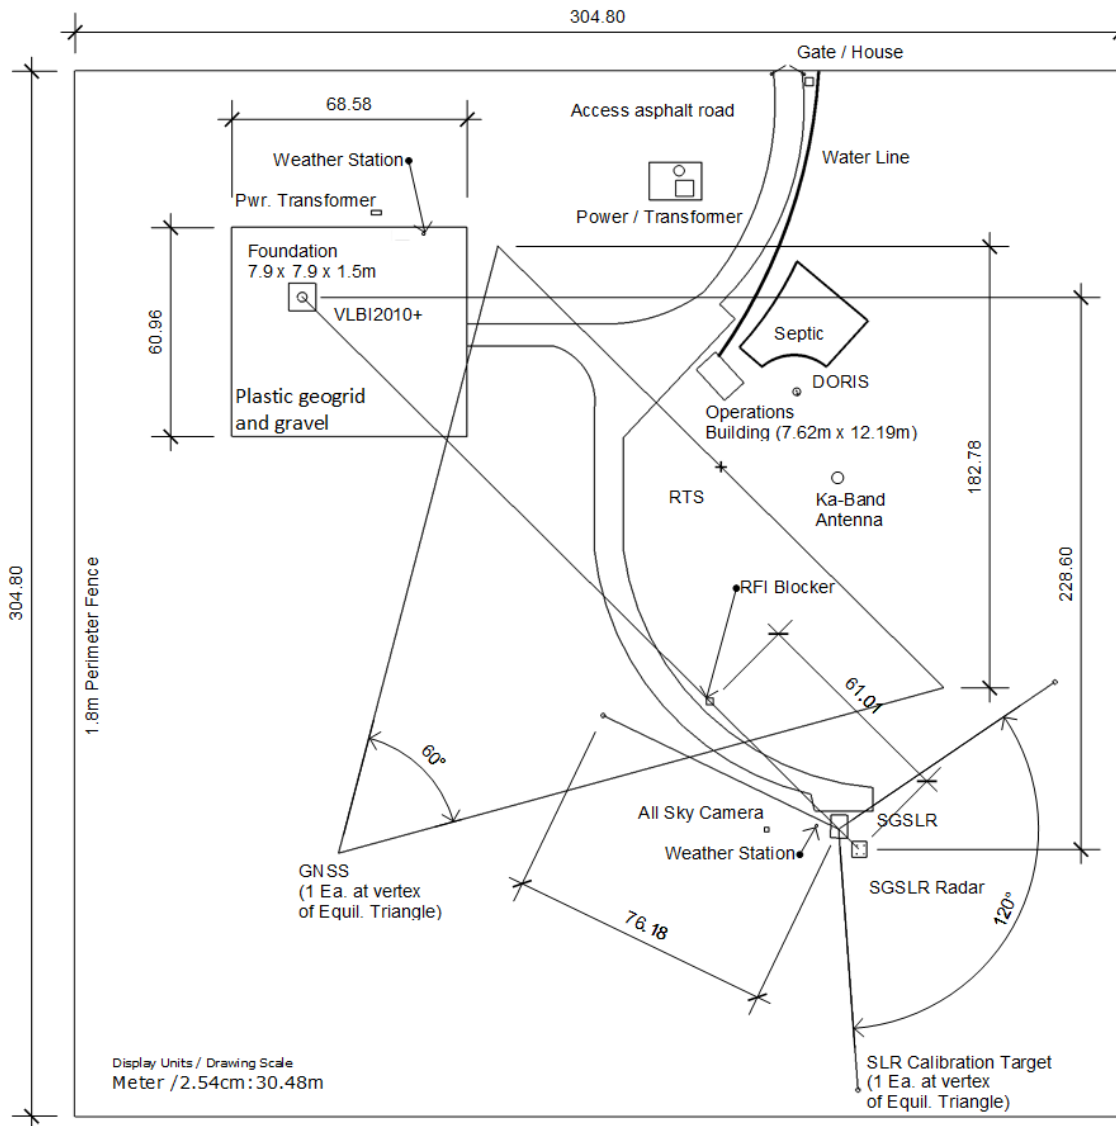 304.80
Gate / House
68.58
Access asphalt road
Weather Station
Water Line
Pwr. Transformer
Power / Transformer
Foundation
7.9 x 7.9 x 1.5m
VLBI2010+
60.96
Septic
DORIS
Plastic geogrid
and gravel
Operations
Building (7.62m x 12.19m)
182.78
RTS
Ka-Band
Antenna
228.60
304.80
1.8m Perimeter Fence
RFI Blocker
61.01
60°
All Sky Camera
SGSLR
Weather Station
GNSS
(1 Ea. at vertex
of Equil. Triangle)
SGSLR Radar
120°
76.18
Display Units / Drawing Scale
Meter /2.54cm:30.48m
SLR Calibration Target
(1 Ea. at vertex
of Equil. Triangle)